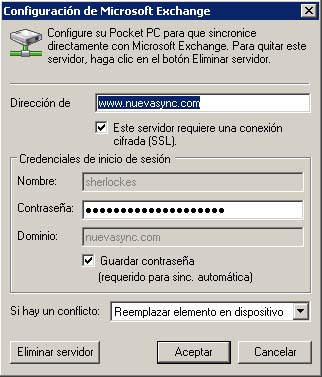 Configuración de Microsoft Exchange
Configure su Pocket PC para que sincronice
directamente con Microsoft Exchange. Para quitar este
servidor, haga clic en el botón Eliminar servidor.
Dirección de
www.nuevasync.com
Este servidor requiere una conexión
cifrada (SSL).
Credenciales de inicio de sesión
Nombre:
sherlockes
Contraseña:
Dominio:
nuevasync.com
Guardar contraseña
(requerido para sinc. automática)
Si hay un conflicto:
Reemplazar elemento en dispositivo
Eliminar servidor
Aceptar
Cancelar